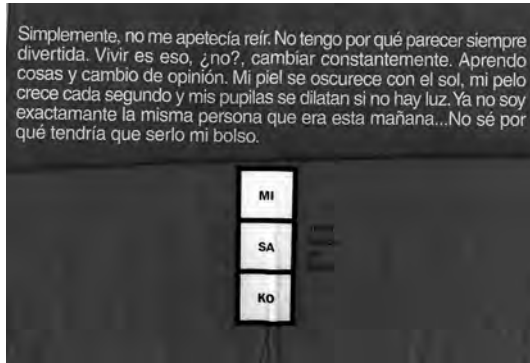 Simplemente, no me apetecía reír. No tengo por qué parecer siempre
divertida. Vivir es eso, ¿no?, cambiar constantemente. Aprendo
cosas y cambio de opinión. Mi piel se oscurece con el sol, mi pelo
crece cada segundo y mis pupilas se dilatan si no hay luz. Ya no soy
exactamante la misma persona que era esta mañana...No sé por
qué tendría que serlo mi bolso.
MI
SA
KO